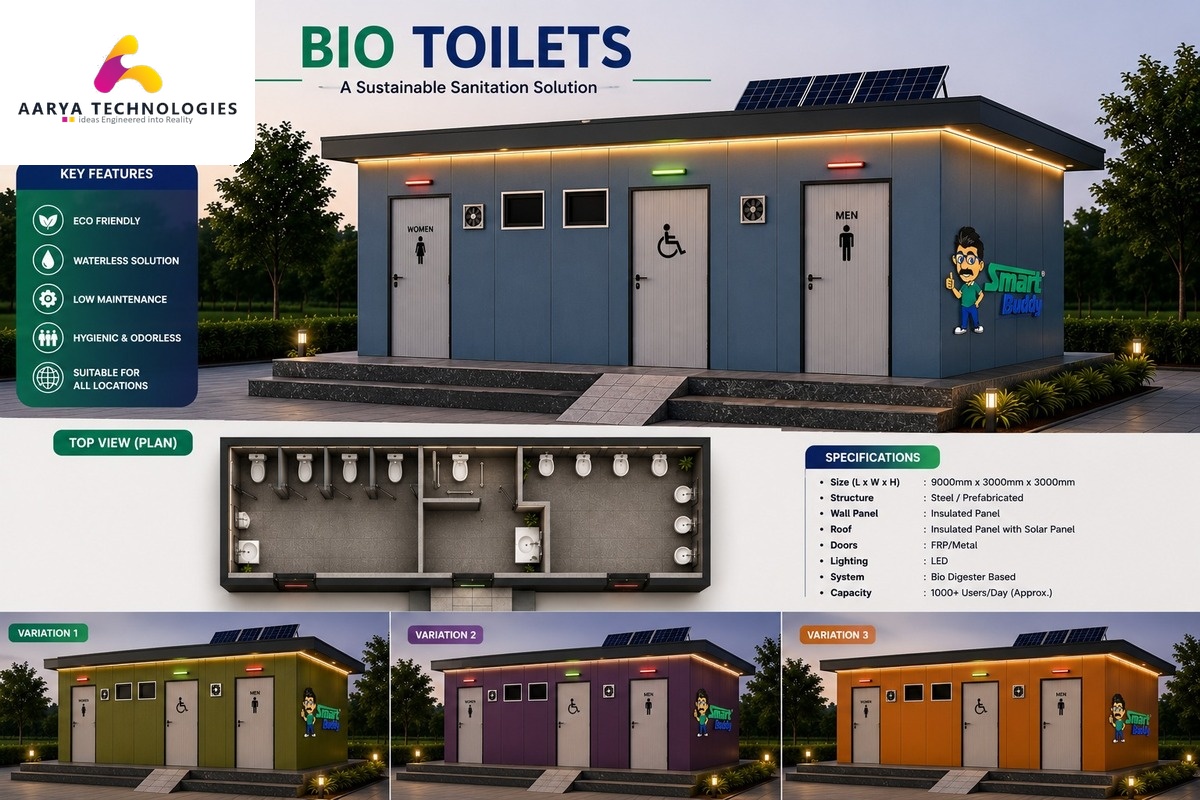 AARYA TECHNOLOGIES
ideas Engineered into Reality
BIO TOILETS
A Sustainable Sanitation Solution
KEY FEATURES
ECO FRIENDLY
WATERLESS SOLUTION
LOW MAINTENANCE
HYGIENIC & ODORLESS
SUITABLE FOR
ALL LOCATIONS
WOMEN
MEN
Smart®
Buddy
TOP VIEW (PLAN)
SPECIFICATIONS
• Size (L x W x H) : 9000mm x 3000mm x 3000mm
• Structure : Steel / Prefabricated
• Wall Panel : Insulated Panel
• Roof : Insulated Panel with Solar Panel
• Doors : FRP/Metal
• Lighting : LED
• System : Bio Digester Based
• Capacity : 1000+ Users/Day (Approx.)
VARIATION 1
WOMEN
MEN
Smart
Buddy
VARIATION 2
WOMEN
MEN
Smart
Buddy
VARIATION 3
WOMEN
MEN
Smart
Buddy